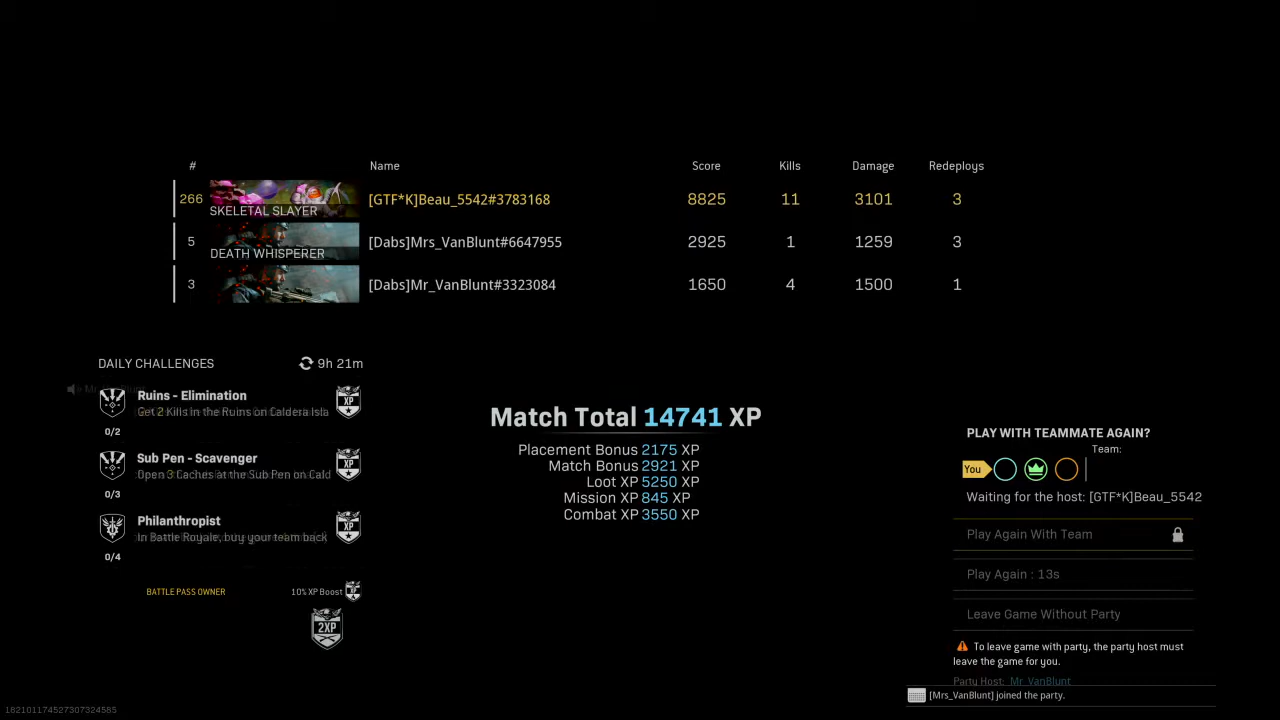 # Name Score Kills Damage Redeploys
266 SKELETAL SLAYER [GTF*K]Beau_5542#3783168 8825 11 3101 3
5 DEATH WHISPERER [Dabs]Mrs_VanBlunt#6647955 2925 1 1259 3
3 [Dabs]Mr_VanBlunt#3323084 1650 4 1500 1
DAILY CHALLENGES 9h 21m
Ruins - Elimination XP
Get 2 Kills in the Ruins on Caldera Isla
0/2
Sub Pen - Scavenger XP
Open 3 Caches at the Sub Pen on Cald
0/3
Philanthropist XP
In Battle Royale, buy your team back
0/4
BATTLE PASS OWNER 10% XP Boost XP
2XP
Match Total 14741 XP
Placement Bonus 2175 XP
Match Bonus 2921 XP
Loot XP 5250 XP
Mission XP 845 XP
Combat XP 3550 XP
PLAY WITH TEAMMATE AGAIN?
Team:
You
Waiting for the host: [GTF*K]Beau_5542
Play Again With Team
Play Again : 13s
Leave Game Without Party
To leave game with party, the party host must
leave the game for you.
Party Host: Mr_VanBlunt
[Mrs_VanBlunt] joined the party.